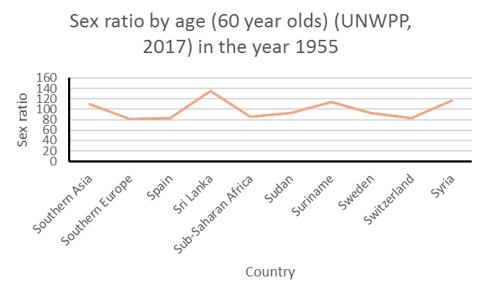 Sex ratio by age (60 year olds) (UNWPP,
2017) in the year 1955
160
140
120
100
80
60
40
20
0
Sex ratio
Southern Asia
Southern Europe
Spain
Sri Lanka
Sub-Saharan Africa
Sudan
Suriname
Sweden
Switzerland
Syria
Country